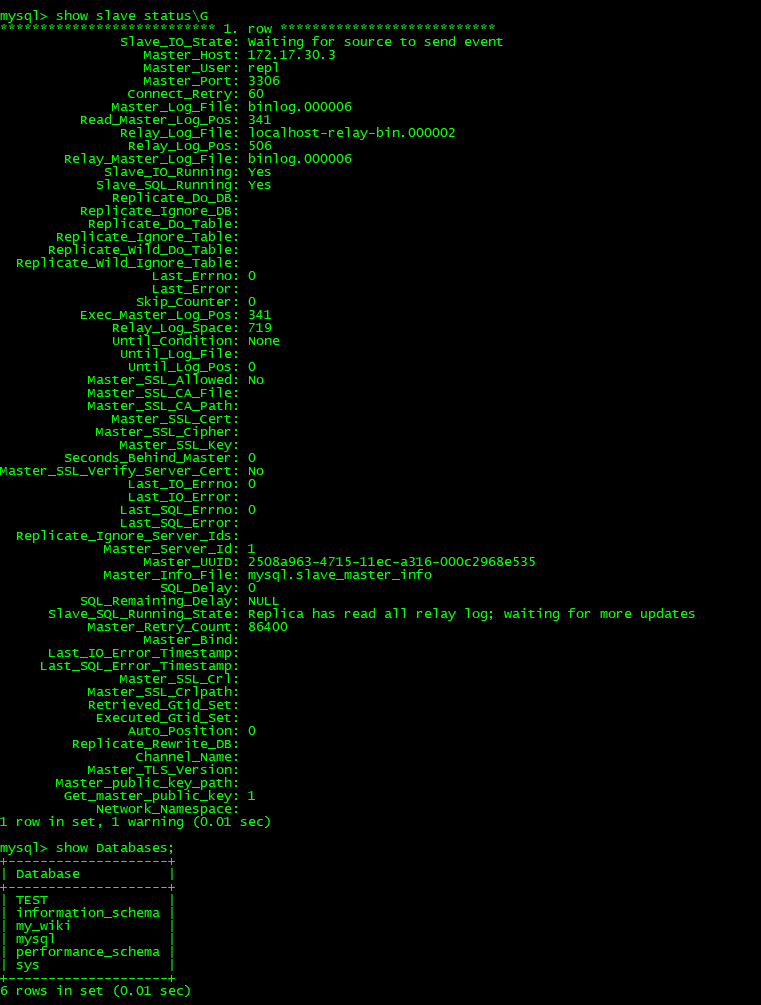 mysql> show slave status\G
*************************** 1. row ***************************
Slave_IO_State: Waiting for source to send event
Master_Host: 172.17.30.3
Master_User: repl
Master_Port: 3306
Connect_Retry: 60
Master_Log_File: binlog.000006
Read_Master_Log_Pos: 341
Relay_Log_File: localhost-relay-bin.000002
Relay_Log_Pos: 506
Relay_Master_Log_File: binlog.000006
Slave_IO_Running: Yes
Slave_SQL_Running: Yes
Replicate_Do_DB:
Replicate_Ignore_DB:
Replicate_Do_Table:
Replicate_Ignore_Table:
Replicate_Wild_Do_Table:
Replicate_Wild_Ignore_Table:
Last_Errno: 0
Last_Error:
Skip_Counter: 0
Exec_Master_Log_Pos: 341
Relay_Log_Space: 719
Until_Condition: None
Until_Log_File:
Until_Log_Pos: 0
Master_SSL_Allowed: No
Master_SSL_CA_File:
Master_SSL_CA_Path:
Master_SSL_Cert:
Master_SSL_Cipher:
Master_SSL_Key:
Seconds_Behind_Master: 0
Master_SSL_Verify_Server_Cert: No
Last_IO_Errno: 0
Last_IO_Error:
Last_SQL_Errno: 0
Last_SQL_Error:
Replicate_Ignore_Server_Ids:
Master_Server_Id: 1
Master_UUID: 2508a963-4715-11ec-a316-000c2968e535
Master_Info_File: mysql.slave_master_info
SQL_Delay: 0
SQL_Remaining_Delay: NULL
Slave_SQL_Running_State: Replica has read all relay log; waiting for more updates
Master_Retry_Count: 86400
Master_Bind:
Last_IO_Error_Timestamp:
Last_SQL_Error_Timestamp:
Master_SSL_Crl:
Master_SSL_Crlpath:
Retrieved_Gtid_Set:
Executed_Gtid_Set:
Auto_Position: 0
Replicate_Rewrite_DB:
Channel_Name:
Master_TLS_Version:
Master_public_key_path:
Get_master_public_key: 1
Network_Namespace:
1 row in set, 1 warning (0.01 sec)
mysql> show Databases;
+--------------------+
| Database           |
+--------------------+
| TEST               |
| information_schema |
| my_wiki            |
| mysql              |
| performance_schema |
| sys                |
+--------------------+
6 rows in set (0.01 sec)